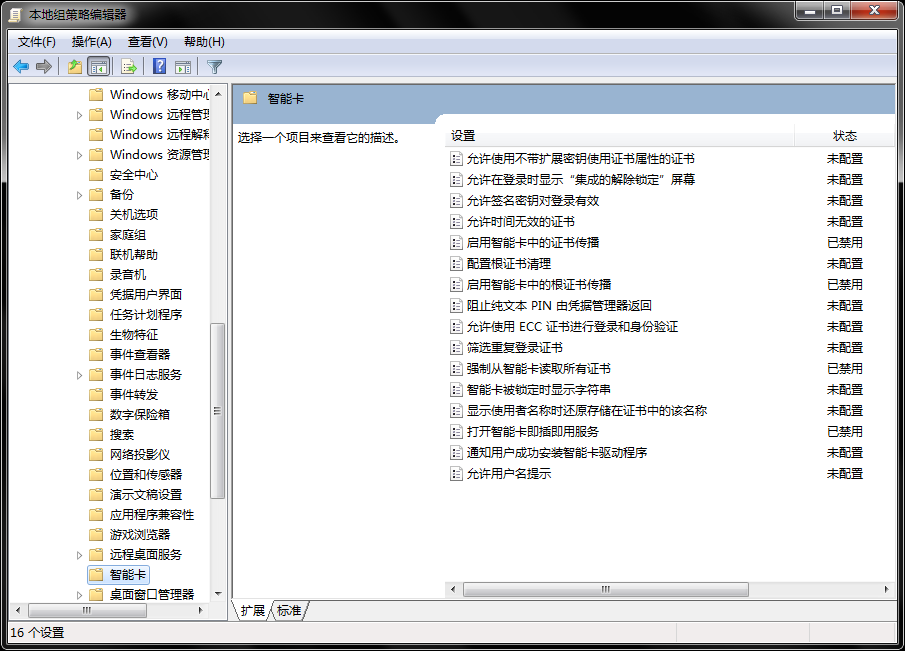 本地组策略编辑器
文件(F) 操作(A) 查看(V) 帮助(H)
Windows 移动中心
Windows 远程管理
Windows 远程解释
Windows 资源管理
安全中心
备份
关机选项
家庭组
联机帮助
录音机
凭据用户界面
任务计划程序
生物特征
事件查看器
事件日志服务
事件转发
数字保险箱
搜索
网络投影仪
位置和传感器
演示文稿设置
应用程序兼容性
游戏浏览器
远程桌面服务
智能卡
桌面窗口管理器
智能卡
选择一个项目来查看它的描述。
设置 状态
允许使用不带扩展密钥使用证书属性的证书 未配置
允许在登录时显示“集成的解除锁定”屏幕 未配置
允许签名密钥对登录有效 未配置
允许时间无效的证书 未配置
启用智能卡中的证书传播 已禁用
配置根证书清理 未配置
启用智能卡中的根证书传播 已禁用
阻止纯文本 PIN 由凭据管理器返回 未配置
允许使用 ECC 证书进行登录和身份验证 未配置
筛选重复登录证书 未配置
强制从智能卡读取所有证书 已禁用
智能卡被锁定时显示字符串 未配置
显示使用者名称时还原存储在证书中的该名称 未配置
打开智能卡即插即用服务 已禁用
通知用户成功安装智能卡驱动程序 未配置
允许用户名提示 未配置
扩展 标准
16 个设置